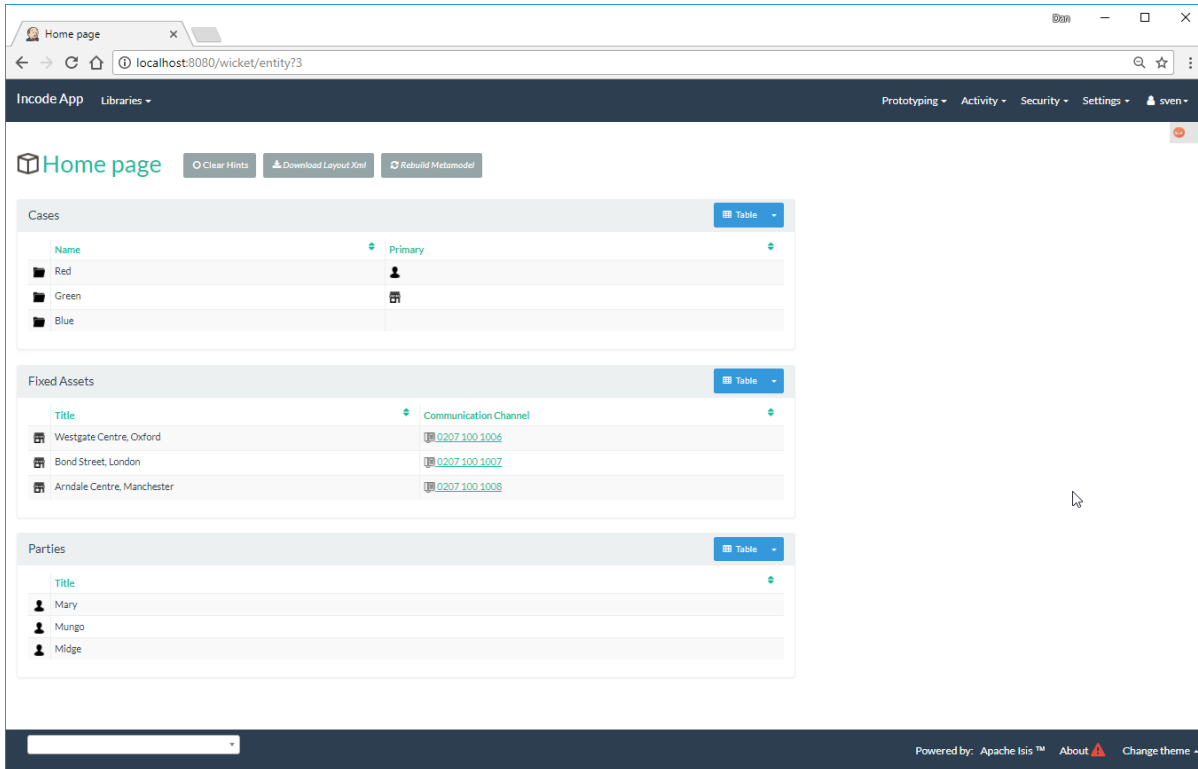 Home page
Dan
localhost:8080/wicket/entity?3
Incode App Libraries Prototyping Activity Security Settings sven
Home page Clear Hints Download Layout Xml Rebuild Metamodel
Cases Table
Name Primary
Red
Green
Blue
Fixed Assets Table
Title Communication Channel
Westgate Centre, Oxford 0207 100 1006
Bond Street, London 0207 100 1007
Arndale Centre, Manchester 0207 100 1008
Parties Table
Title
Mary
Mungo
Midge
Powered by: Apache Isis ™ About Change theme